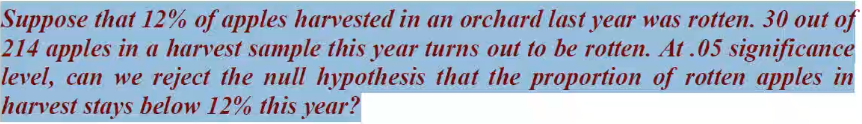 Suppose that 12% of apples harvested in an orchard last year was rotten. 30 out of
214 apples in a harvest sample this year turns out to be rotten. At .05 significance
level, can we reject the null hypothesis that the proportion of rotten apples in
harvest stays below 12% this year?